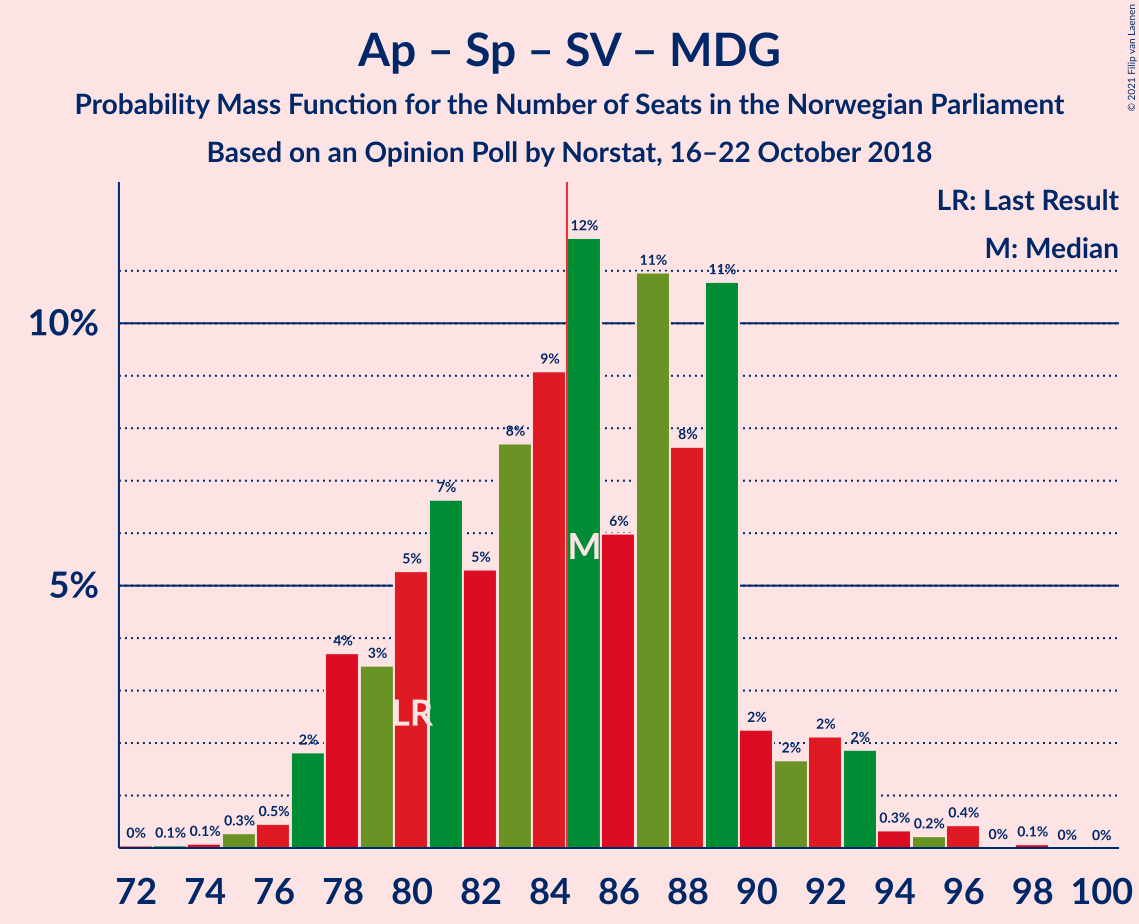 Ap – Sp – SV – MDG
Probability Mass Function for the Number of Seats in the Norwegian Parliament
Based on an Opinion Poll by Norstat, 16–22 October 2018
© 2021 Filip van Laenen
LR: Last Result
M: Median
10%
5%
0% 0.1% 0.1% 0.3% 0.5% 2% 4% 3% 5% 7% 5% 8% 9% 12% 6% 11% 8% 11% 2% 2% 2% 2% 0.3% 0.2% 0.4% 0% 0.1% 0% 0%
LR
M
72 74 76 78 80 82 84 86 88 90 92 94 96 98 100